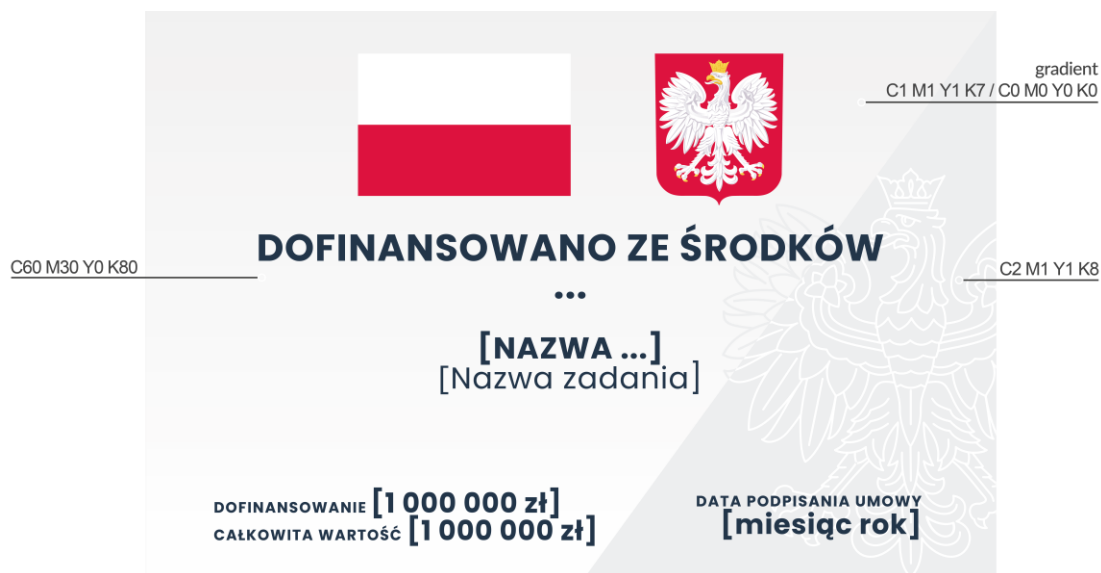 gradient
C1 M1 Y1 K7 / C0 M0 Y0 K0
DOFINANSOWANO ZE ŚRODKÓW
C60 M30 Y0 K80
C2 M1 Y1 K8
...
[NAZWA ...]
[Nazwa zadania]
DOFINANSOWANIE [1 000 000 zł]
CAŁKOWITA WARTOŚĆ [1 000 000 zł]
DATA PODPISANIA UMOWY
[miesiąc rok]